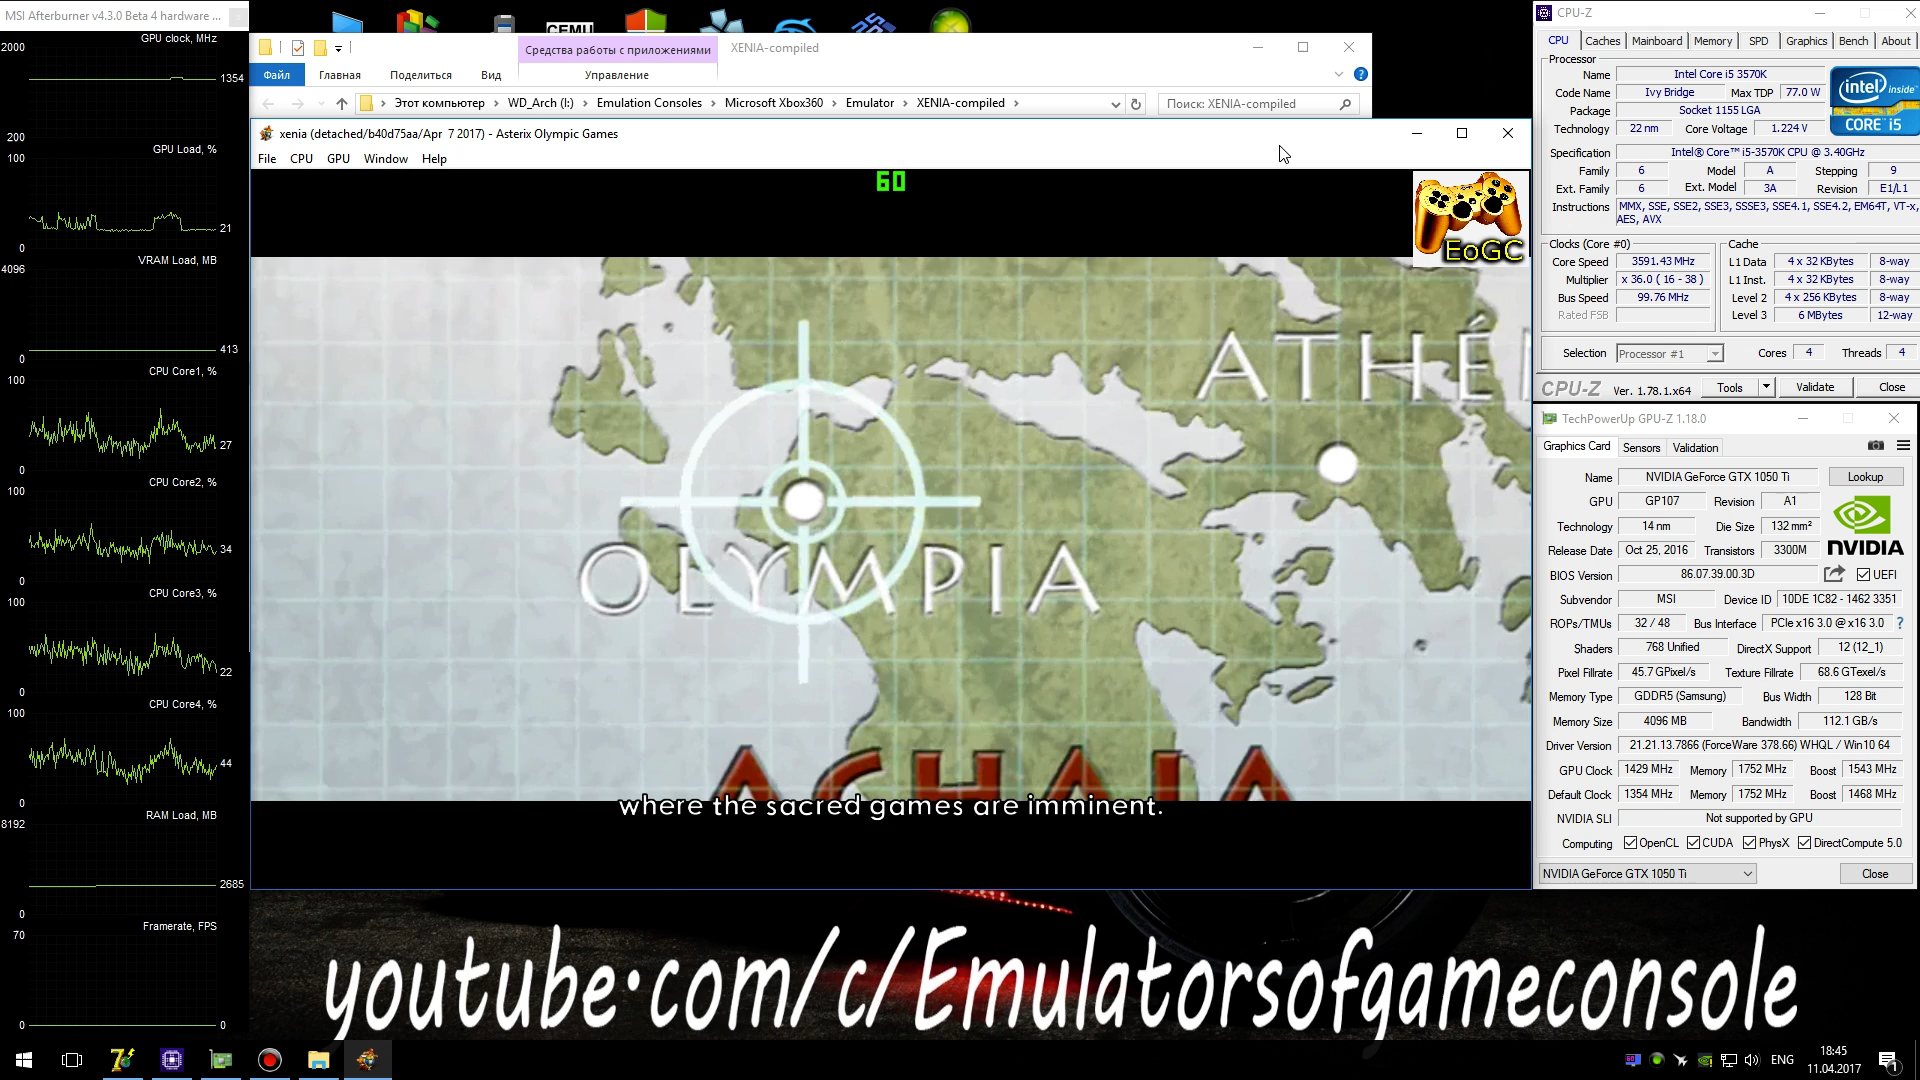 MSI Afterburner v4.3.0 Beta 4 hardware ...
GPU clock, MHz
2000
1354
200
GPU Load, %
100
21
0
VRAM Load, MB
4096
413
0
CPU Core1, %
100
27
0
CPU Core2, %
100
34
0
CPU Core3, %
100
22
0
CPU Core4, %
100
44
0
RAM Load, MB
8192
2685
0
Framerate, FPS
70
0
0
CEMU
Средства работы с приложениями
XENIA-compiled
Файл
Главная
Поделиться
Вид
Управление
Этот компьютер
WD_Arch (I:)
Emulation Consoles
Microsoft Xbox360
Emulator
XENIA-compiled
Поиск: XENIA-compiled
xenia (detached/b40d75aa/Apr 7 2017) - Asterix Olympic Games
File CPU GPU Window Help
60
EoGC
ATHÉ
OLYMPIA
ACHAIA
where the sacred games are imminent.
CPU-Z
CPU Caches Mainboard Memory SPD Graphics Bench About
Processor
Name Intel Core i5 3570K
Code Name Ivy Bridge Max TDP 77.0 W
Package Socket 1155 LGA
Technology 22 nm Core Voltage 1.224 V
intel inside
CORE i5
Specification Intel® Core™ i5-3570K CPU @ 3.40GHz
Family 6 Model A Stepping 9
Ext. Family 6 Ext. Model 3A Revision E1/L1
Instructions MMX, SSE, SSE2, SSE3, SSSE3, SSE4.1, SSE4.2, EM64T, VT-x,
AES, AVX
Clocks (Core #0)
Core Speed 3591.43 MHz
Multiplier x 36.0 ( 16 - 38 )
Bus Speed 99.76 MHz
Rated FSB
Cache
L1 Data 4 x 32 KBytes 8-way
L1 Inst. 4 x 32 KBytes 8-way
Level 2 4 x 256 KBytes 8-way
Level 3 6 MBytes 12-way
Selection Processor #1 Cores 4 Threads 4
CPU-Z Ver. 1.78.1.x64 Tools Validate Close
TechPowerUp GPU-Z 1.18.0
Graphics Card Sensors Validation
Name NVIDIA GeForce GTX 1050 Ti Lookup
GPU GP107 Revision A1
Technology 14 nm Die Size 132 mm²
Release Date Oct 25, 2016 Transistors 3300M
NVIDIA
BIOS Version 86.07.39.00.3D UEFI
Subvendor MSI Device ID 10DE 1C82 - 1462 3351
ROPs/TMUs 32 / 48 Bus Interface PCIe x16 3.0 @ x16 3.0 ?
Shaders 768 Unified DirectX Support 12 (12_1)
Pixel Fillrate 45.7 GPixel/s Texture Fillrate 68.6 GTexel/s
Memory Type GDDR5 (Samsung) Bus Width 128 Bit
Memory Size 4096 MB Bandwidth 112.1 GB/s
Driver Version 21.21.13.7866 (ForceWare 378.66) WHQL / Win10 64
GPU Clock 1429 MHz Memory 1752 MHz Boost 1543 MHz
Default Clock 1354 MHz Memory 1752 MHz Boost 1468 MHz
NVIDIA SLI Not supported by GPU
Computing OpenCL CUDA PhysX DirectCompute 5.0
NVIDIA GeForce GTX 1050 Ti Close
youtube.com/c/Emulatorsofgameconsole
ENG
18:45
11.04.2017
1